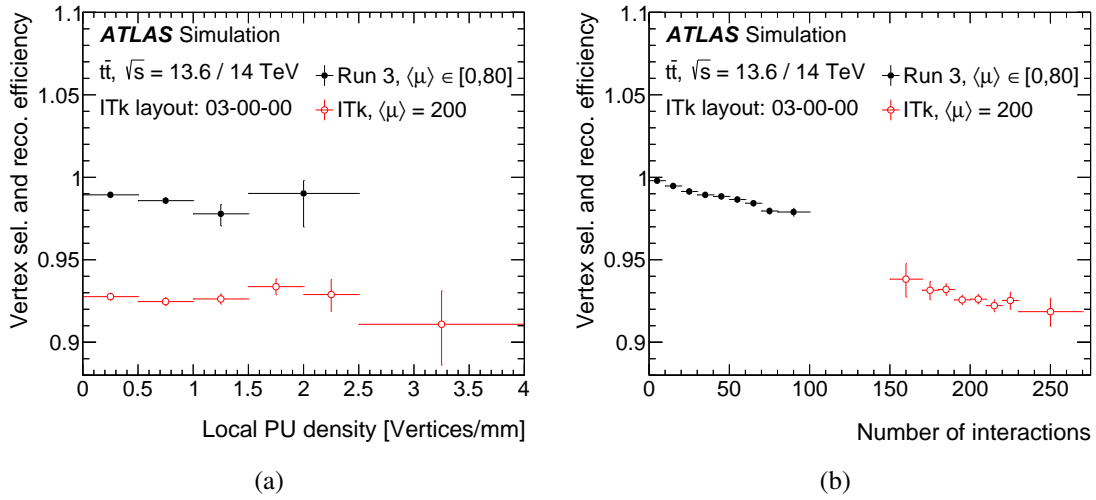 Vertex sel. and reco. efficiency
1.1
1.05
1
0.95
0.9
ATLAS Simulation
tt̄, √s = 13.6 / 14 TeV
ITk layout: 03-00-00
Run 3, ⟨μ⟩ ∈ [0,80]
ITk, ⟨μ⟩ = 200
0 0.5 1 1.5 2 2.5 3 3.5 4
Local PU density [Vertices/mm]
(a)
Vertex sel. and reco. efficiency
1.1
1.05
1
0.95
0.9
ATLAS Simulation
tt̄, √s = 13.6 / 14 TeV
ITk layout: 03-00-00
Run 3, ⟨μ⟩ ∈ [0,80]
ITk, ⟨μ⟩ = 200
0 50 100 150 200 250
Number of interactions
(b)